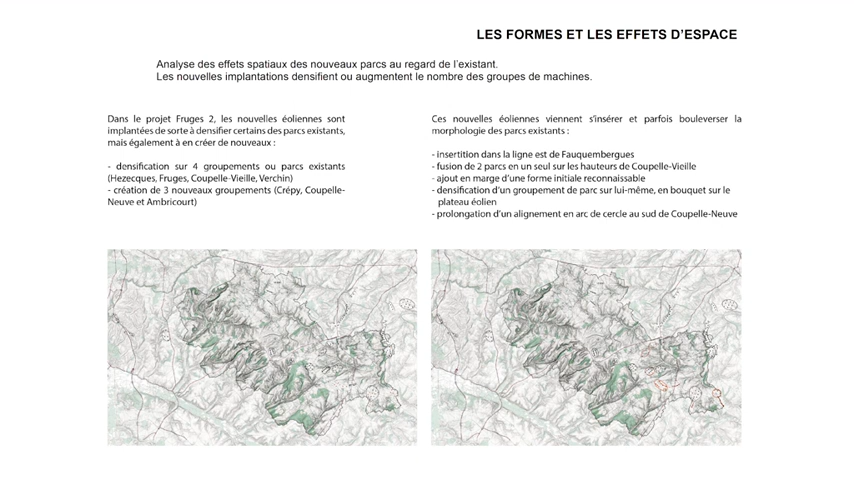 LES FORMES ET LES EFFETS D'ESPACE
Analyse des effets spatiaux des nouveaux parcs au regard de l'existant.
Les nouvelles implantations densifient ou augmentent le nombre des groupes de machines.
Dans le projet Fruges 2, les nouvelles éoliennes sont
implantées de sorte à densifier certains des parcs existants,
mais également à en créer de nouveaux :
- densification sur 4 groupements ou parcs existants
(Hezecques, Fruges, Coupelle-Vieille, Verchin)
- création de 3 nouveaux groupements (Crépy, Coupelle-
Neuve et Ambricourt)
Ces nouvelles éoliennes viennent s'insérer et parfois bouleverser la
morphologie des parcs existants :
- insertition dans la ligne est de Fauquembergues
- fusion de 2 parcs en un seul sur les hauteurs de Coupelle-Vieille
- ajout en marge d'une forme initiale reconnaissable
- densification d'un groupement de parc sur lui-même, en bouquet sur le
plateau éolien
- prolongation d'un alignement en arc de cercle au sud de Coupelle-Neuve